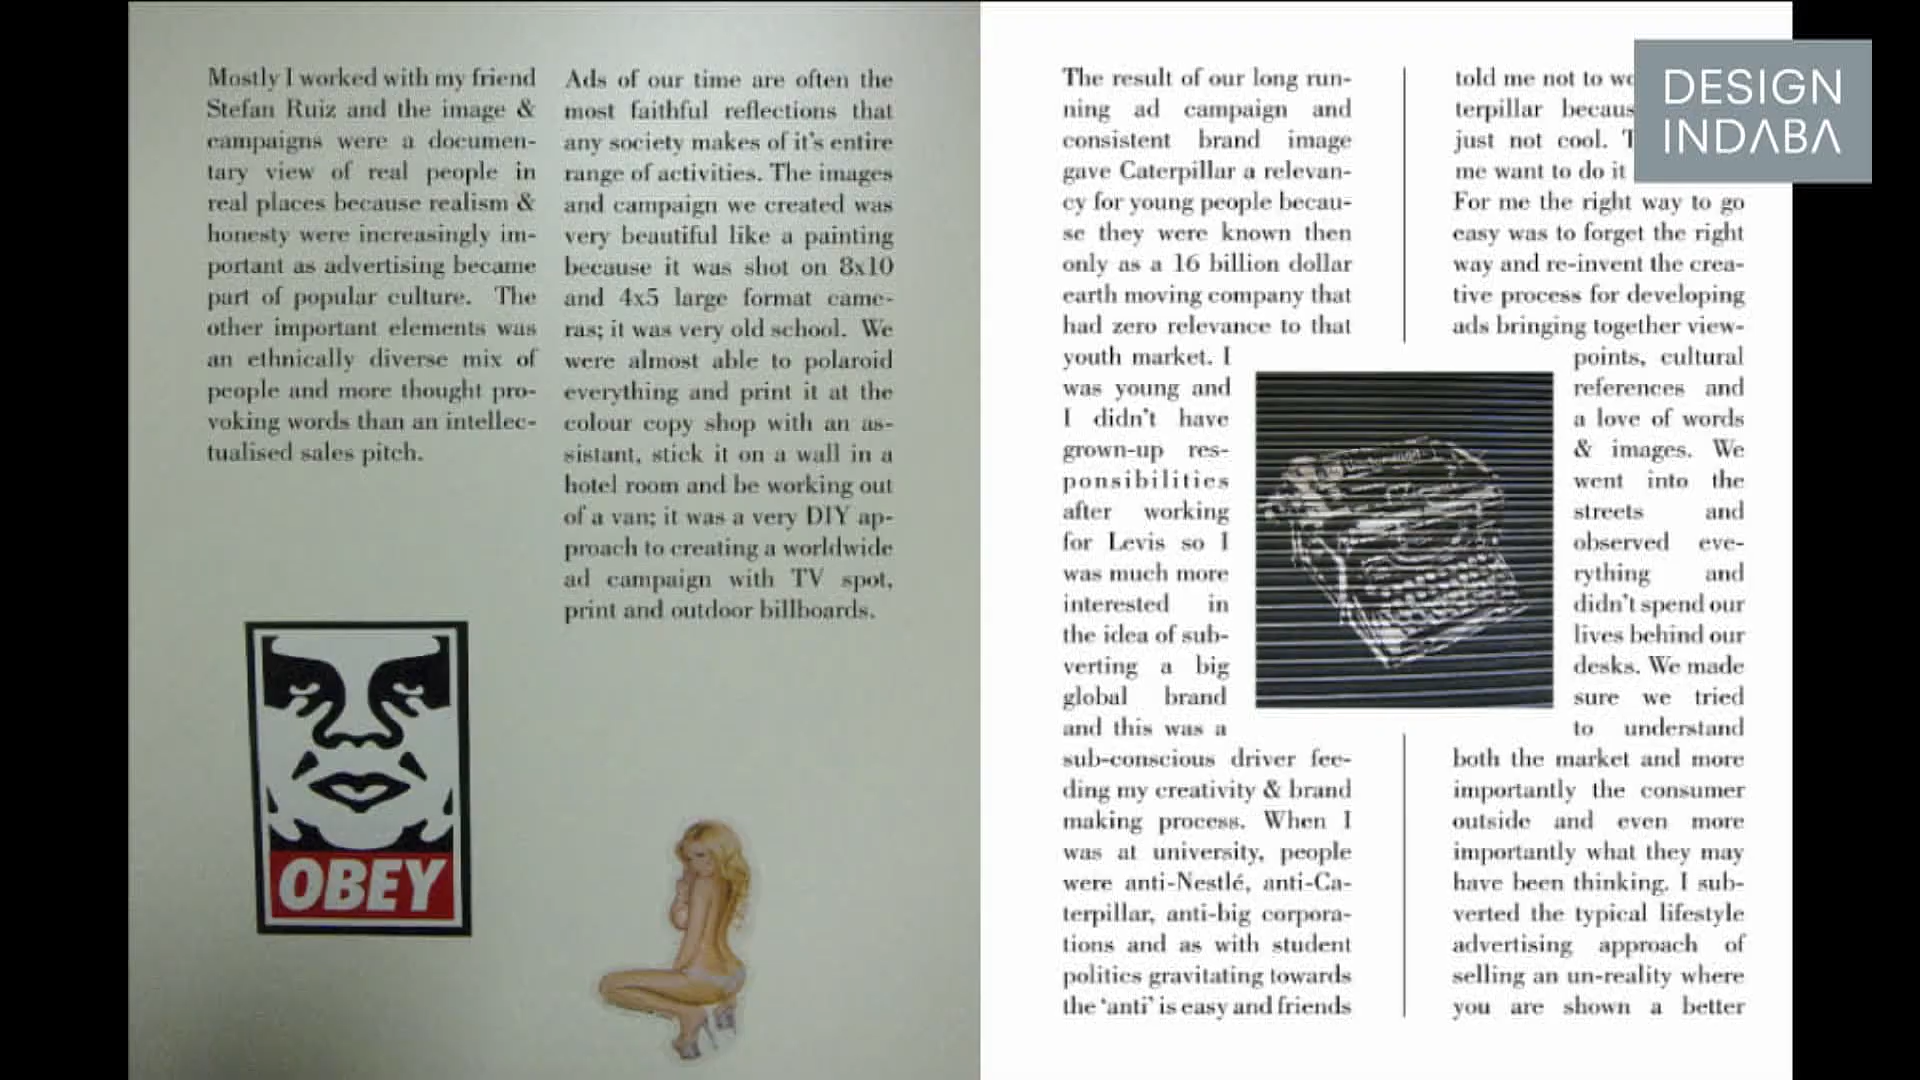 Mostly I worked with my friend
Stefan Ruiz and the image &
campaigns were a documen-
tary view of real people in
real places because realism &
honesty were increasingly im-
portant as advertising became
part of popular culture. The
other important elements was
an ethnically diverse mix of
people and more thought pro-
voking words than an intellec-
tualised sales pitch.
OBEY
Ads of our time are often the
most faithful reflections that
any society makes of it's entire
range of activities. The images
and campaign we created was
very beautiful like a painting
because it was shot on 8x10
and 4x5 large format came-
ras; it was very old school. We
were almost able to polaroid
everything and print it at the
colour copy shop with an as-
sistant, stick it on a wall in a
hotel room and be working out
of a van; it was a very DIY ap-
proach to creating a worldwide
ad campaign with TV spot,
print and outdoor billboards.
The result of our long run-
ning ad campaign and
consistent brand image
gave Caterpillar a relevan-
cy for young people becau-
se they were known then
only as a 16 billion dollar
earth moving company that
had zero relevance to that
youth market. I
was young and
I didn't have
grown-up res-
ponsibilities
after working
for Levis so I
was much more
interested in
the idea of sub-
verting a big
global brand
and this was a
sub-conscious driver fee-
ding my creativity & brand
making process. When I
was at university, people
were anti-Nestlé, anti-Ca-
terpillar, anti-big corpora-
tions and as with student
politics gravitating towards
the 'anti' is easy and friends
told me not to
terpillar
just not cool.
me want to do it
For me the right way to go
easy was to forget the right
way and re-invent the crea-
tive process for developing
ads bringing together view-
points, cultural
references and
a love of words
& images. We
went into the
streets and
observed eve-
rything and
didn't spend our
lives behind our
desks. We made
sure we tried
to understand
both the market and more
importantly the consumer
outside and even more
importantly what they may
have been thinking. I sub-
verted the typical lifestyle
advertising approach of
selling an un-reality where
you are shown a better
DESIGN
INDABA